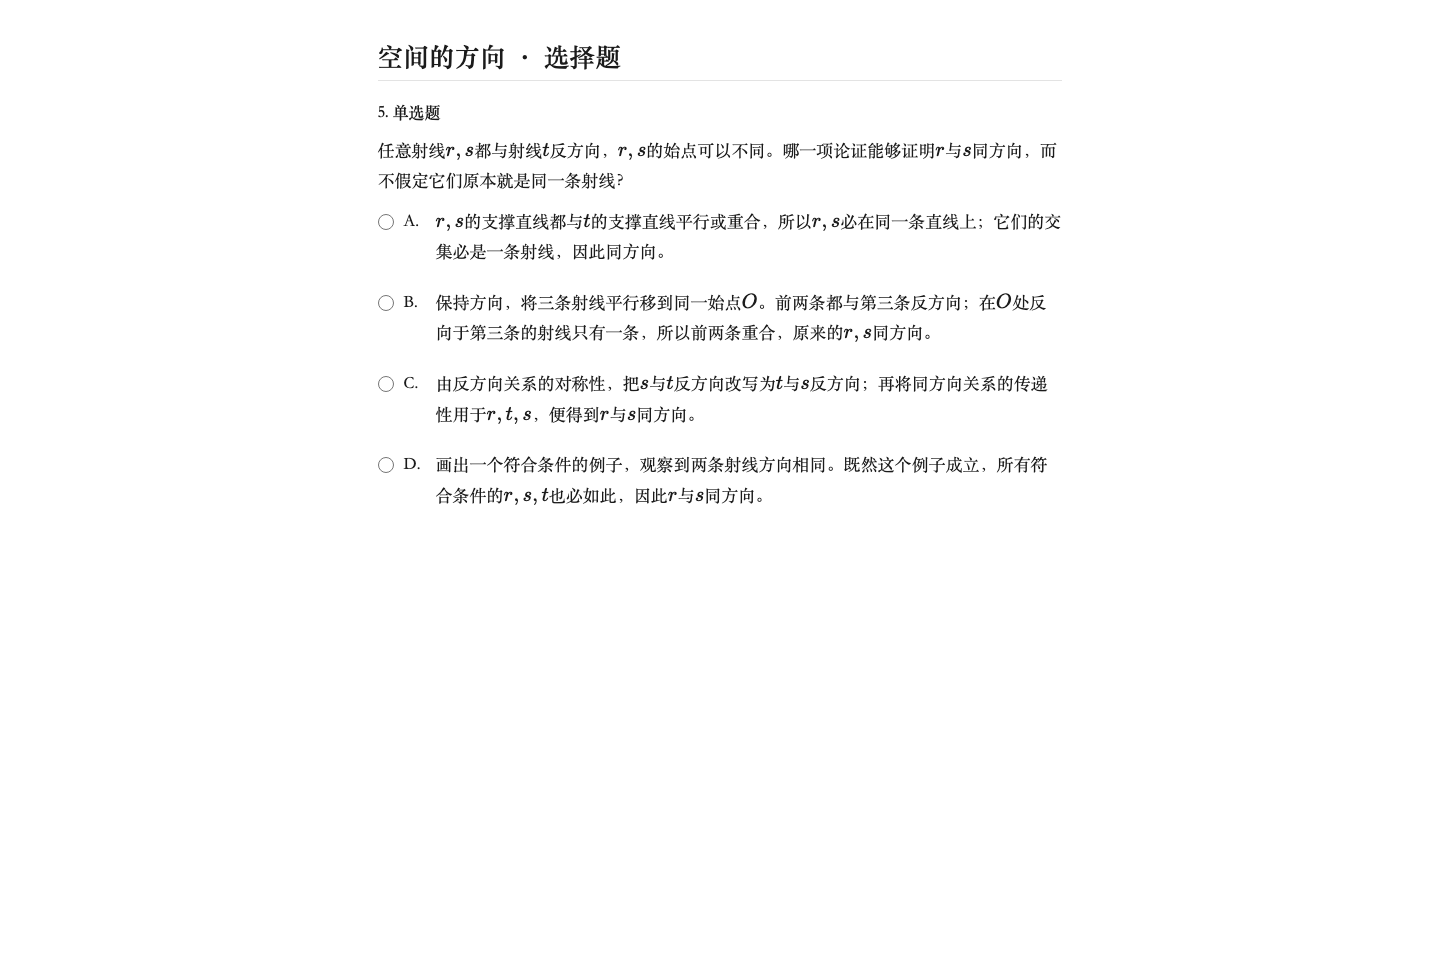 空间的方向 · 选择题
5. 单选题
任意射线r, s都与射线t反方向，r, s的始点可以不同。哪一项论证能够证明r与s同方向，而
不假定它们原本就是同一条射线？
A. r, s的支撑直线都与t的支撑直线平行或重合，所以r, s必在同一条直线上；它们的交
集必是一条射线，因此同方向。
B. 保持方向，将三条射线平行移到同一始点O。前两条都与第三条反方向；在O处反
向于第三条的射线只有一条，所以前两条重合，原来的r, s同方向。
C. 由反方向关系的对称性，把s与t反方向改写为t与s反方向；再将同方向关系的传递
性用于r, t, s，便得到r与s同方向。
D. 画出一个符合条件的例子，观察到两条射线方向相同。既然这个例子成立，所有符
合条件的r, s, t也必如此，因此r与s同方向。